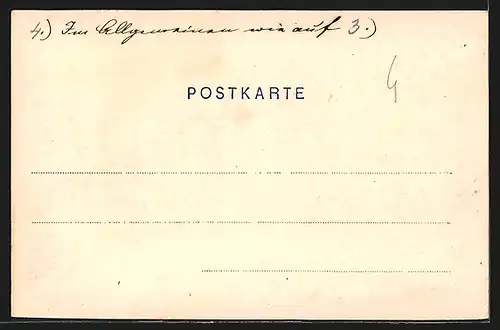 4.) Im Allgemeinen wie auf 3.)
4
POSTKARTE